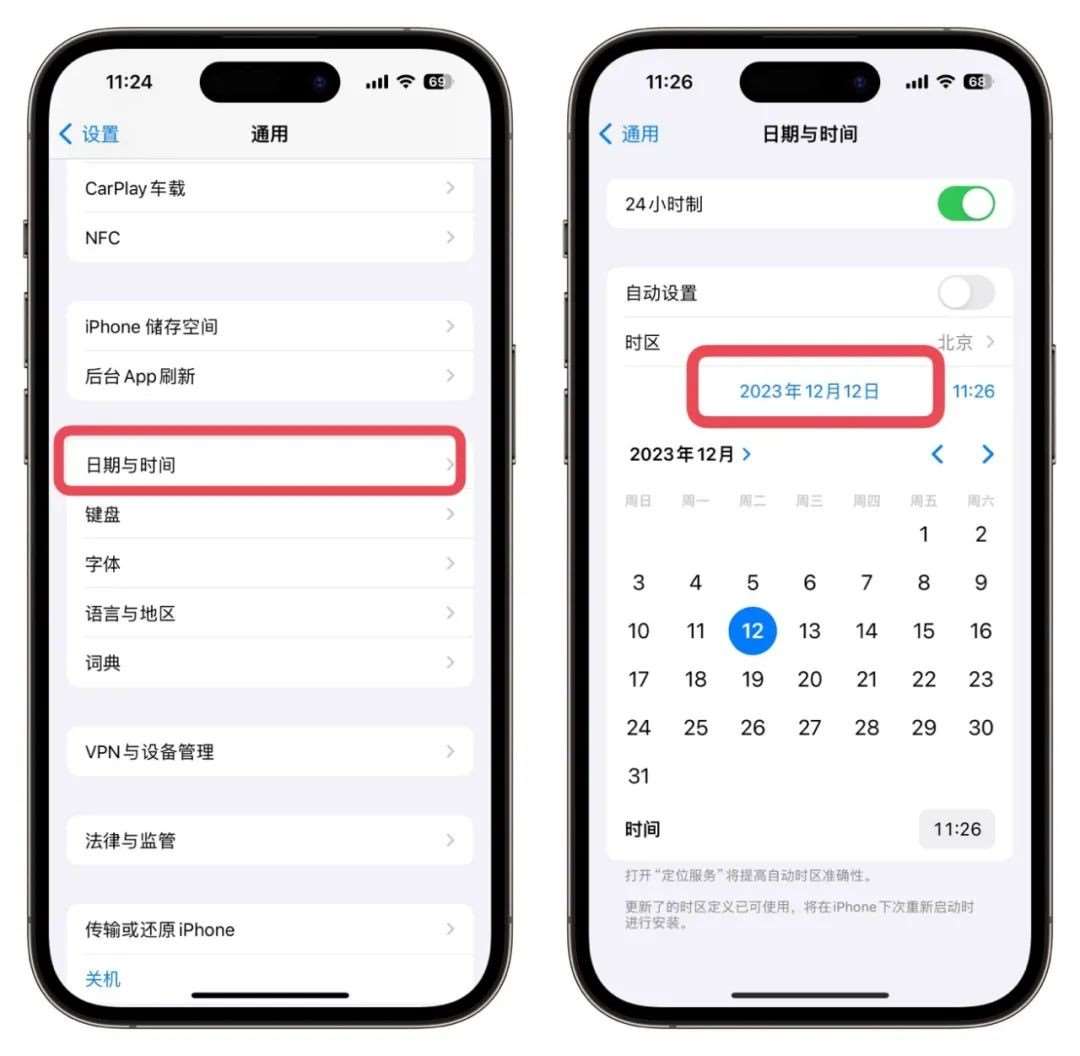 11:24
69
设置
通用
CarPlay 车载
NFC
iPhone 储存空间
后台 App 刷新
日期与时间
键盘
字体
语言与地区
词典
VPN 与设备管理
法律与监管
传输或还原 iPhone
关机
11:26
68
通用
日期与时间
24小时制
自动设置
时区
北京
2023年12月12日
11:26
2023年12月
周日 周一 周二 周三 周四 周五 周六
1 2
3 4 5 6 7 8 9
10 11 12 13 14 15 16
17 18 19 20 21 22 23
24 25 26 27 28 29 30
31
时间
11:26
打开“定位服务”将提高自动时区准确性。
更新了的时区定义已可使用，将在iPhone下次重新启动时
进行安装。